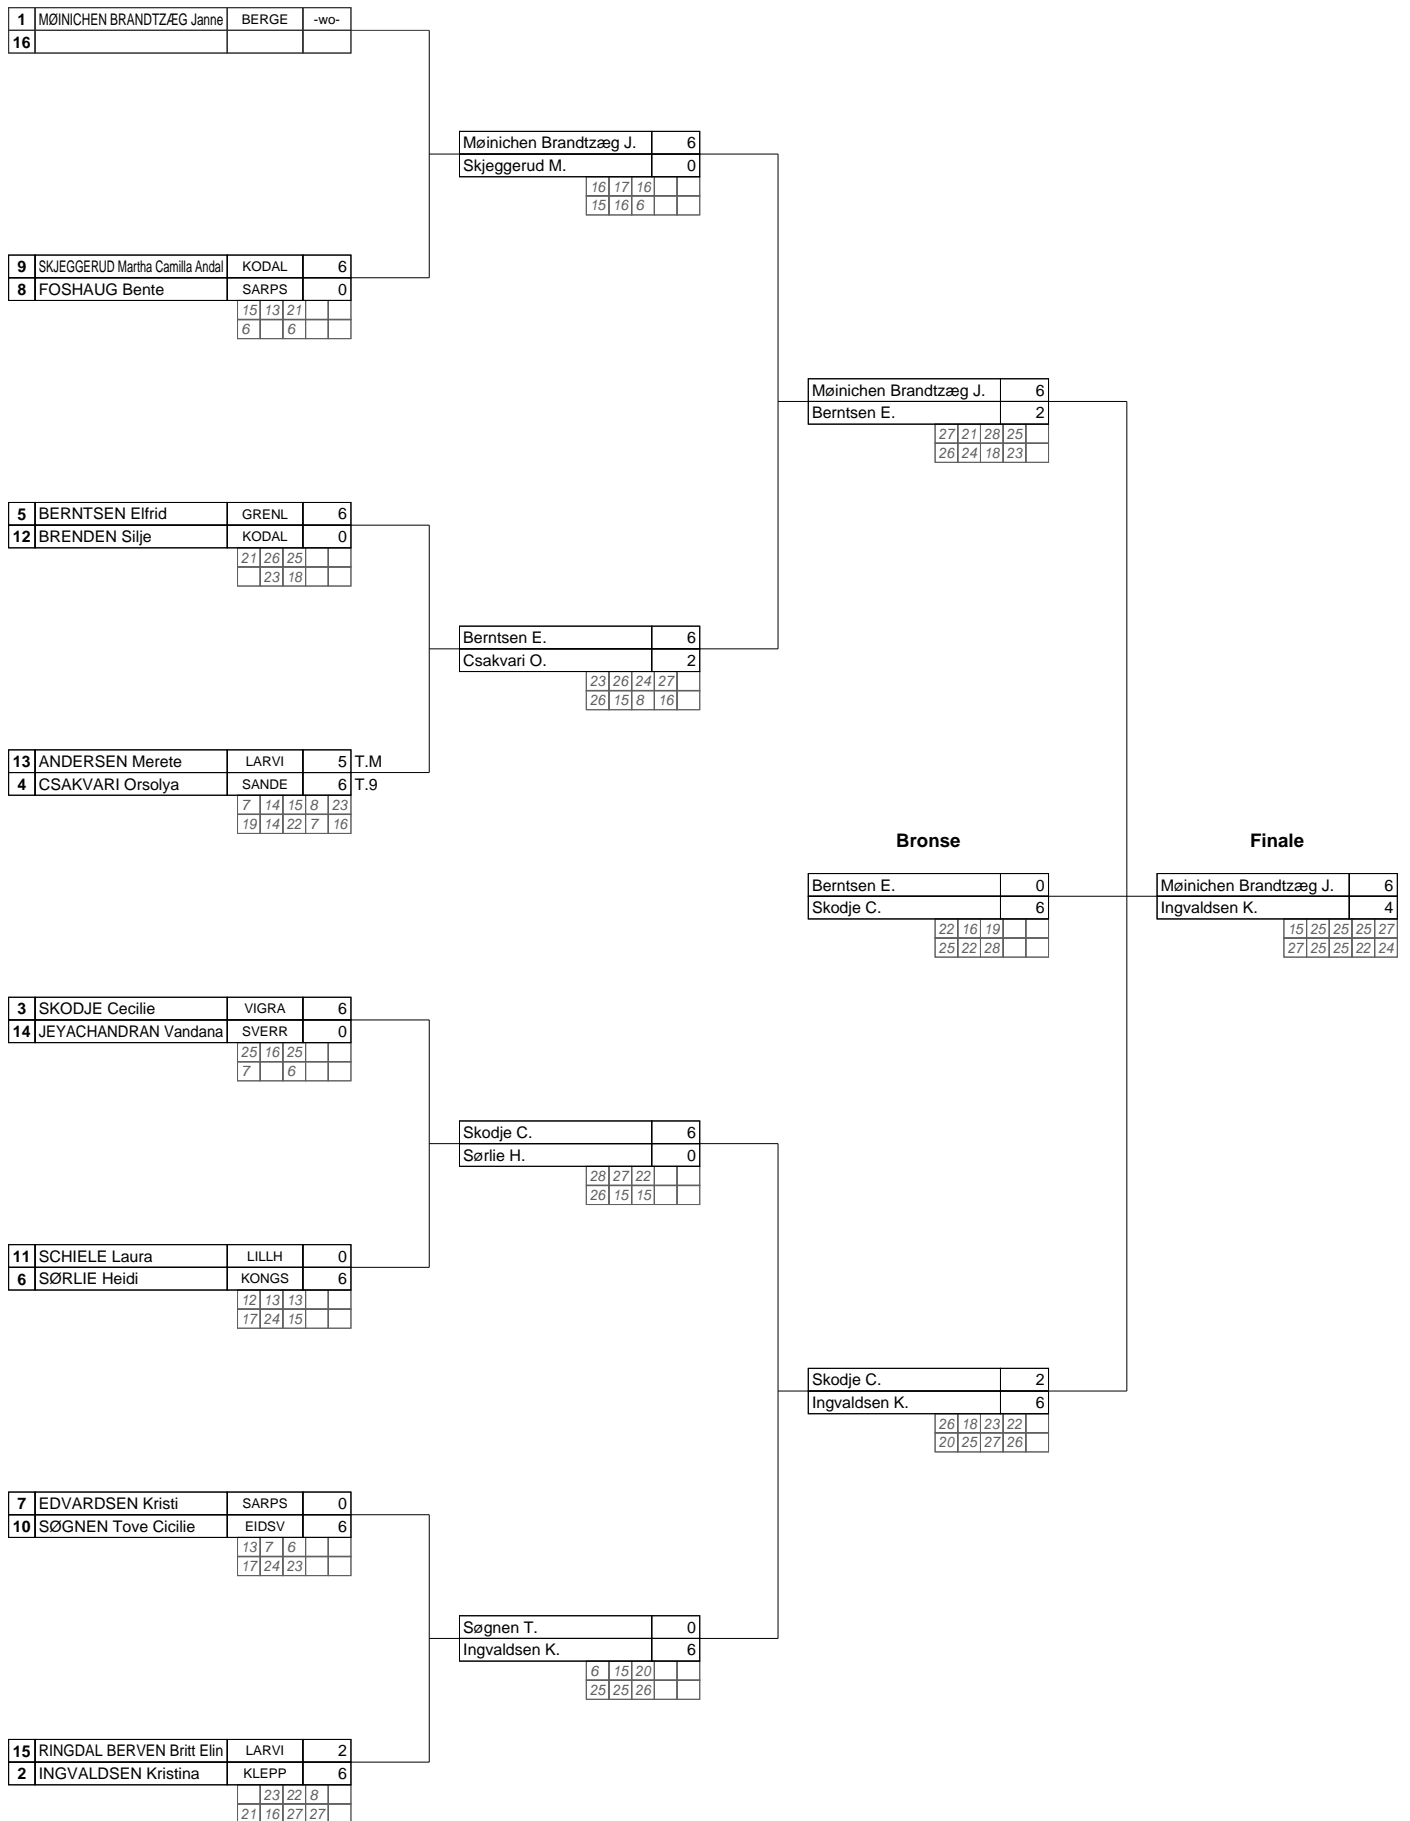 1 MØINICHEN BRANDTZÆG Janne BERGE -wo-
16
Møinichen Brandtzæg J. 6
Skjeggerud M. 0
16 17 16
15 16 6
9 SKJEGGERUD Martha Camilla Andal KODAL 6
8 FOSHAUG Bente SARPS 0
15 13 21
6 6
Møinichen Brandtzæg J. 6
Berntsen E. 2
27 21 28 25
26 24 18 23
5 BERNTSEN Elfrid GRENL 6
12 BRENDEN Silje KODAL 0
21 26 25
23 18
Berntsen E. 6
Csakvari O. 2
23 26 24 27
26 15 8 16
13 ANDERSEN Merete LARVI 5 T.M
4 CSAKVARI Orsolya SANDE 6 T.9
7 14 15 8 23
19 14 22 7 16
Bronse Finale
Berntsen E. 0 Møinichen Brandtzæg J. 6
Skodje C. 6 Ingvaldsen K. 4
22 16 19 15 25 25 25 27
25 22 28 27 25 25 22 24
3 SKODJE Cecilie VIGRA 6
14 JEYACHANDRAN Vandana SVERR 0
25 16 25
7 6
Skodje C. 6
Sørlie H. 0
28 27 22
26 15 15
11 SCHIELE Laura LILLH 0
6 SØRLIE Heidi KONGS 6
12 13 13
17 24 15
Skodje C. 2
Ingvaldsen K. 6
26 18 23 22
20 25 27 26
7 EDVARDSEN Kristi SARPS 0
10 SØGNEN Tove Cicilie EIDSV 6
13 7 6
17 24 23
Søgnen T. 0
Ingvaldsen K. 6
6 15 20
25 25 26
15 RINGDAL BERVEN Britt Elin LARVI 2
2 INGVALDSEN Kristina KLEPP 6
23 22 8
21 16 27 27